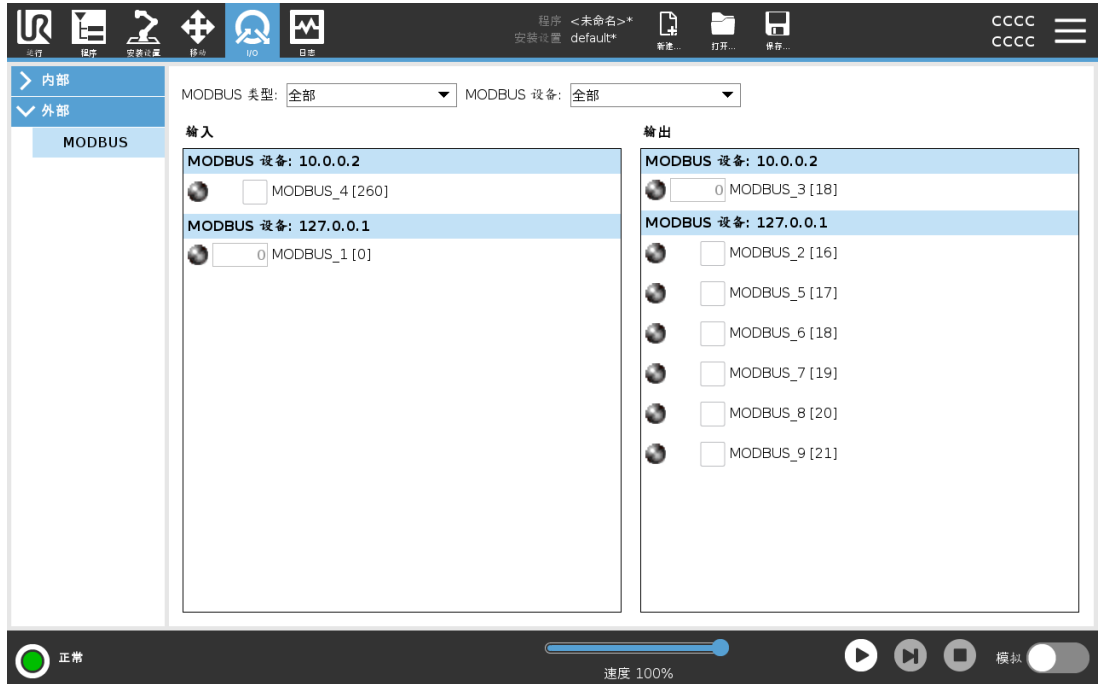 UR
运行
程序
安装设置
移动
I/O
日志
程序 <未命名>*
安装设置 default*
新建...
打开...
保存...
CCCC
CCCC
内部
外部
MODBUS
MODBUS 类型: 全部
MODBUS 设备: 全部
输入
MODBUS 设备: 10.0.0.2
MODBUS_4 [260]
MODBUS 设备: 127.0.0.1
0 MODBUS_1 [0]
输出
MODBUS 设备: 10.0.0.2
0 MODBUS_3 [18]
MODBUS 设备: 127.0.0.1
MODBUS_2 [16]
MODBUS_5 [17]
MODBUS_6 [18]
MODBUS_7 [19]
MODBUS_8 [20]
MODBUS_9 [21]
正常
速度 100%
模拟